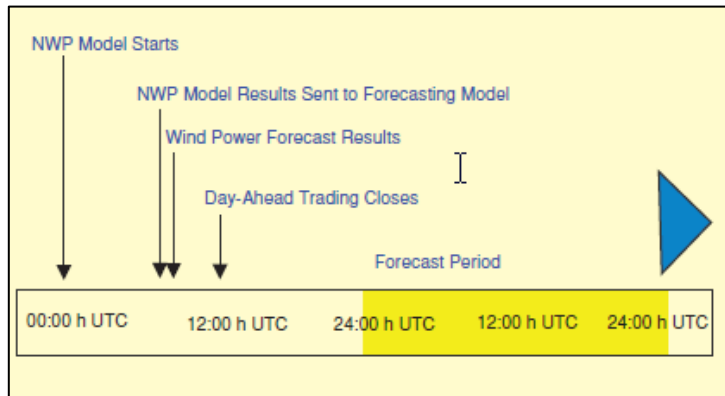 NWP Model Starts
NWP Model Results Sent to Forecasting Model
Wind Power Forecast Results
Day-Ahead Trading Closes
Forecast Period
00:00 h UTC 12:00 h UTC 24:00 h UTC 12:00 h UTC 24:00 h UTC